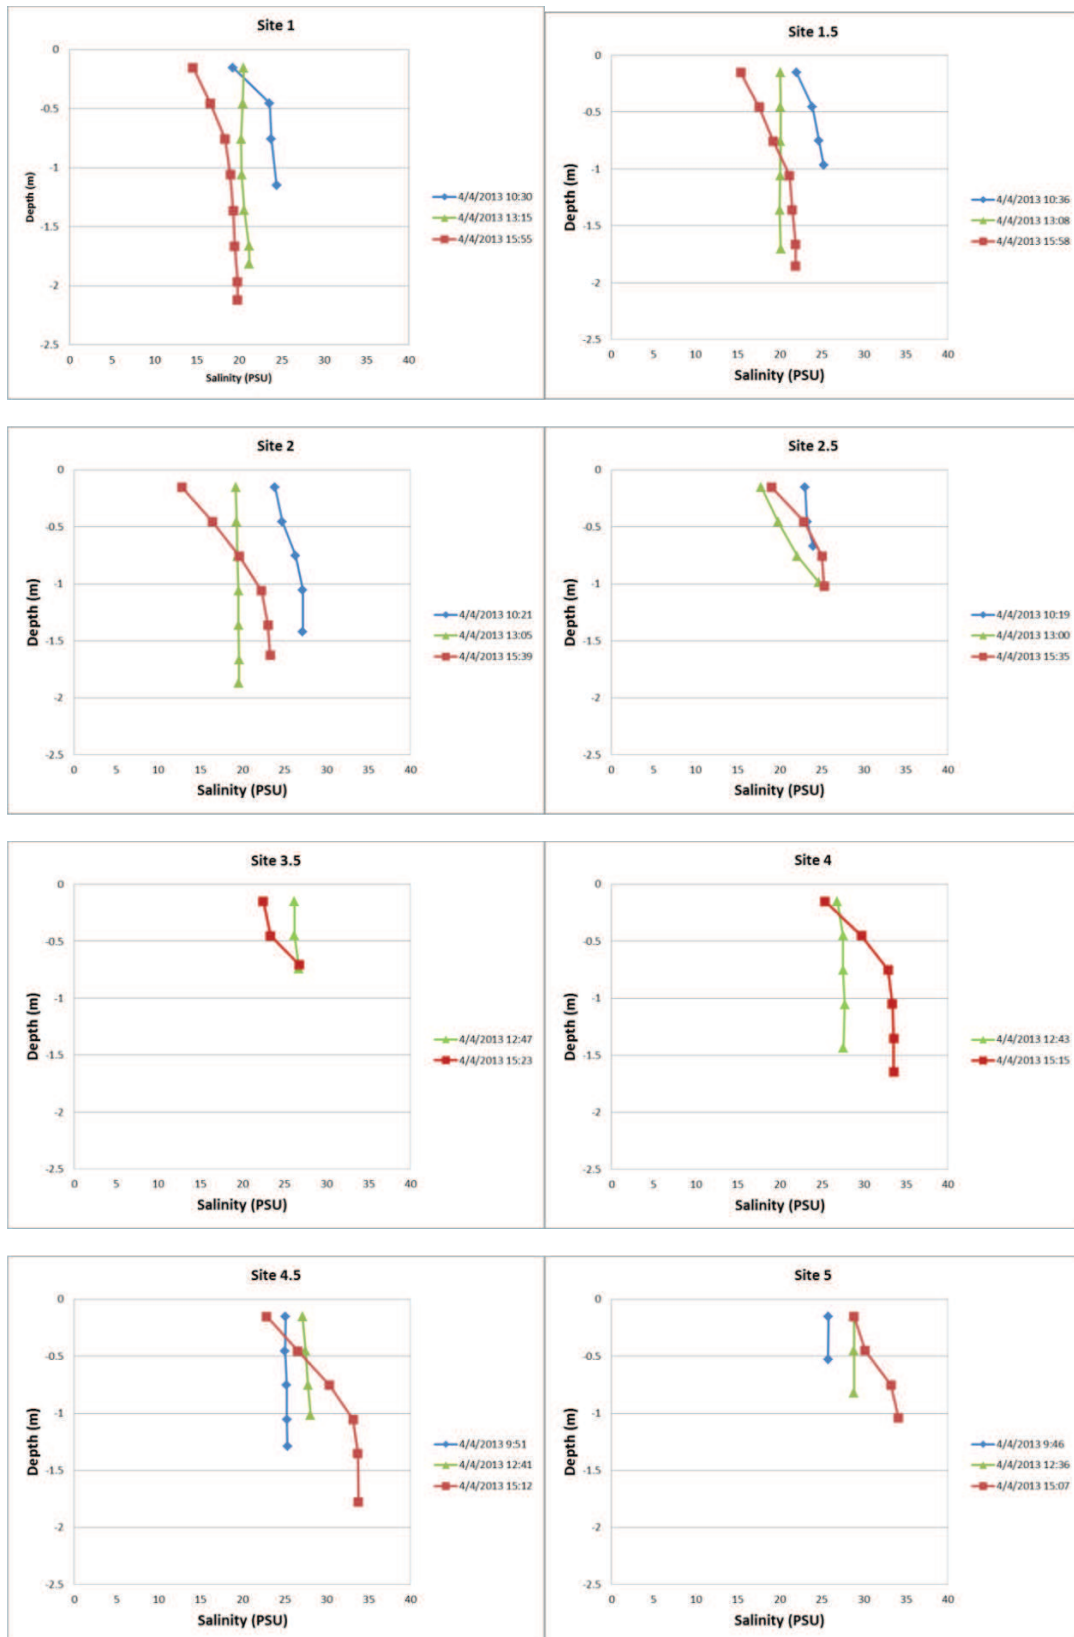 Site 1
0
-0.5
-1
-1.5
-2
-2.5
0 5 10 15 20 25 30 35 40
Depth (m)
Salinity (PSU)
4/4/2013 10:30
4/4/2013 13:15
4/4/2013 15:55
Site 1.5
0
-0.5
-1
-1.5
-2
-2.5
0 5 10 15 20 25 30 35 40
Depth (m)
Salinity (PSU)
4/4/2013 10:36
4/4/2013 13:08
4/4/2013 15:58
Site 2
0
-0.5
-1
-1.5
-2
-2.5
0 5 10 15 20 25 30 35 40
Depth (m)
Salinity (PSU)
4/4/2013 10:21
4/4/2013 13:05
4/4/2013 15:39
Site 2.5
0
-0.5
-1
-1.5
-2
-2.5
0 5 10 15 20 25 30 35 40
Depth (m)
Salinity (PSU)
4/4/2013 10:19
4/4/2013 13:00
4/4/2013 15:35
Site 3.5
0
-0.5
-1
-1.5
-2
-2.5
0 5 10 15 20 25 30 35 40
Depth (m)
Salinity (PSU)
4/4/2013 12:47
4/4/2013 15:23
Site 4
0
-0.5
-1
-1.5
-2
-2.5
0 5 10 15 20 25 30 35 40
Depth (m)
Salinity (PSU)
4/4/2013 12:43
4/4/2013 15:15
Site 4.5
0
-0.5
-1
-1.5
-2
-2.5
0 5 10 15 20 25 30 35 40
Depth (m)
Salinity (PSU)
4/4/2013 9:51
4/4/2013 12:41
4/4/2013 15:12
Site 5
0
-0.5
-1
-1.5
-2
-2.5
0 5 10 15 20 25 30 35 40
Depth (m)
Salinity (PSU)
4/4/2013 9:46
4/4/2013 12:36
4/4/2013 15:07